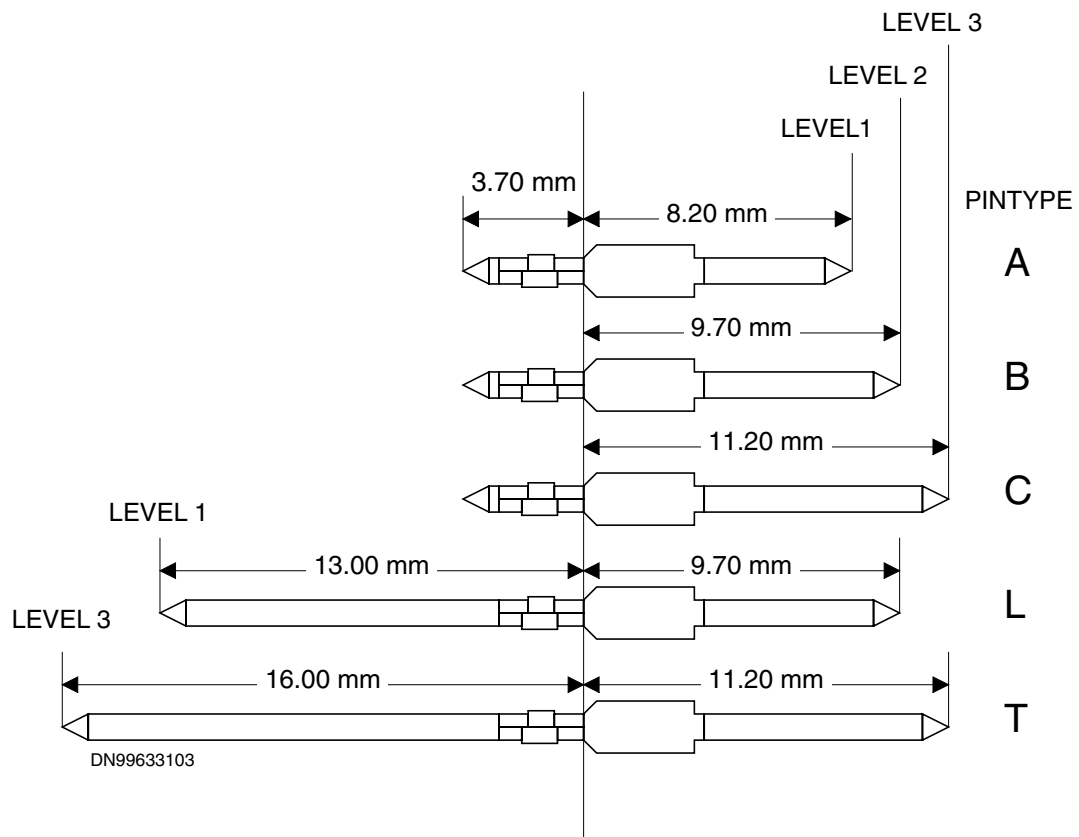 LEVEL 3
LEVEL 2
LEVEL1
3.70 mm
8.20 mm
PINTYPE
A
9.70 mm
B
11.20 mm
C
LEVEL 1
13.00 mm
9.70 mm
L
LEVEL 3
16.00 mm
11.20 mm
T
DN99633103